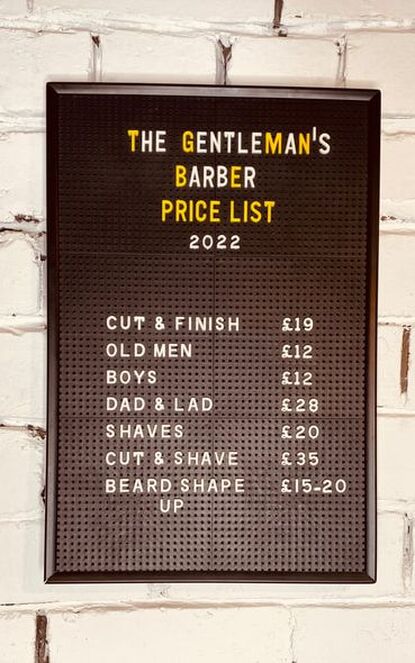 THE GENTLEMAN'S
BARBER
PRICE LIST
2022
CUT & FINISH £19
OLD MEN £12
BOYS £12
DAD & LAD £28
SHAVES £20
CUT & SHAVE £35
BEARD SHAPE £15-20
UP